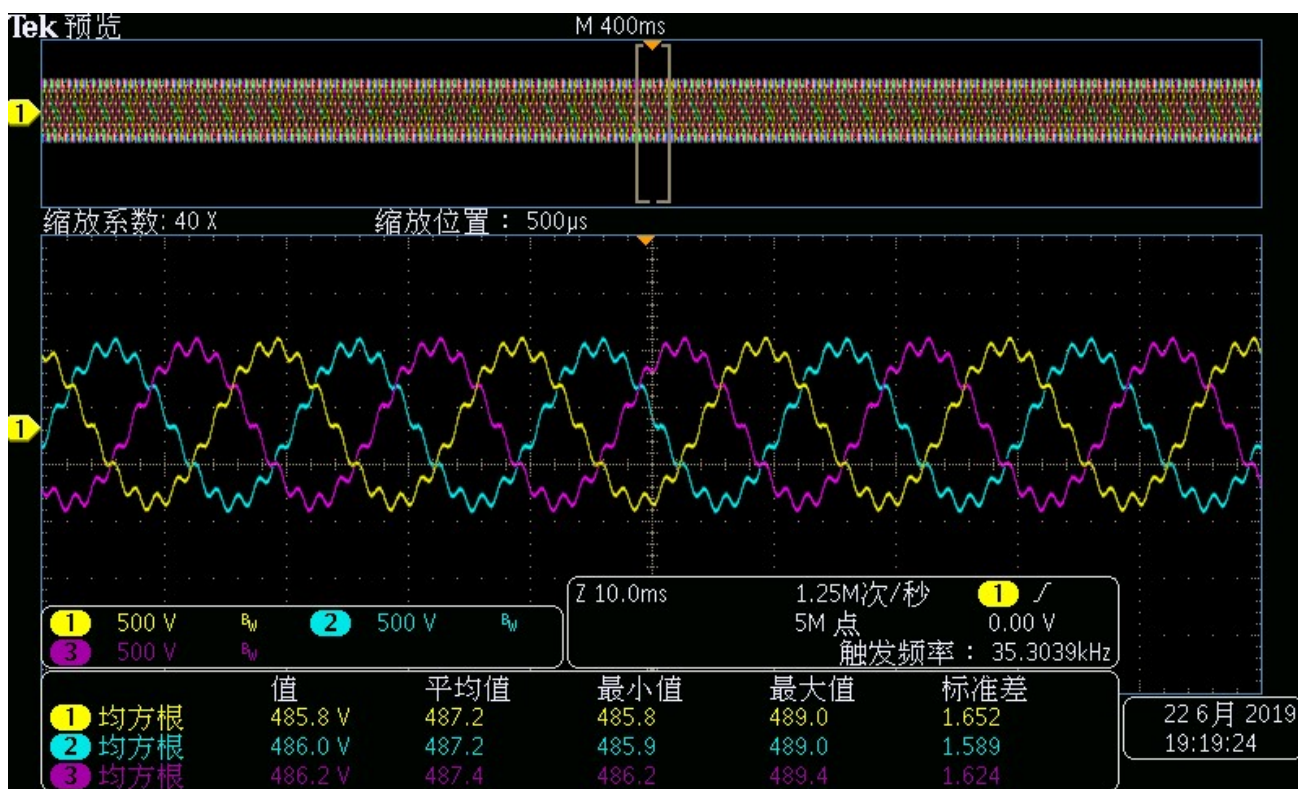 Tek 预览 M 400ms
1
缩放系数: 40 X 缩放位置： 500µs
1
Z 10.0ms 1.25M次/秒 1
5M 点 0.00 V
触发频率： 35.3039kHz
1 500 V BW 2 500 V BW
3 500 V BW
值 平均值 最小值 最大值 标准差
1 均方根 485.8 V 487.2 485.8 489.0 1.652
2 均方根 486.0 V 487.2 485.9 489.0 1.589
3 均方根 486.2 V 487.4 486.2 489.4 1.624
22 6月 2019
19:19:24